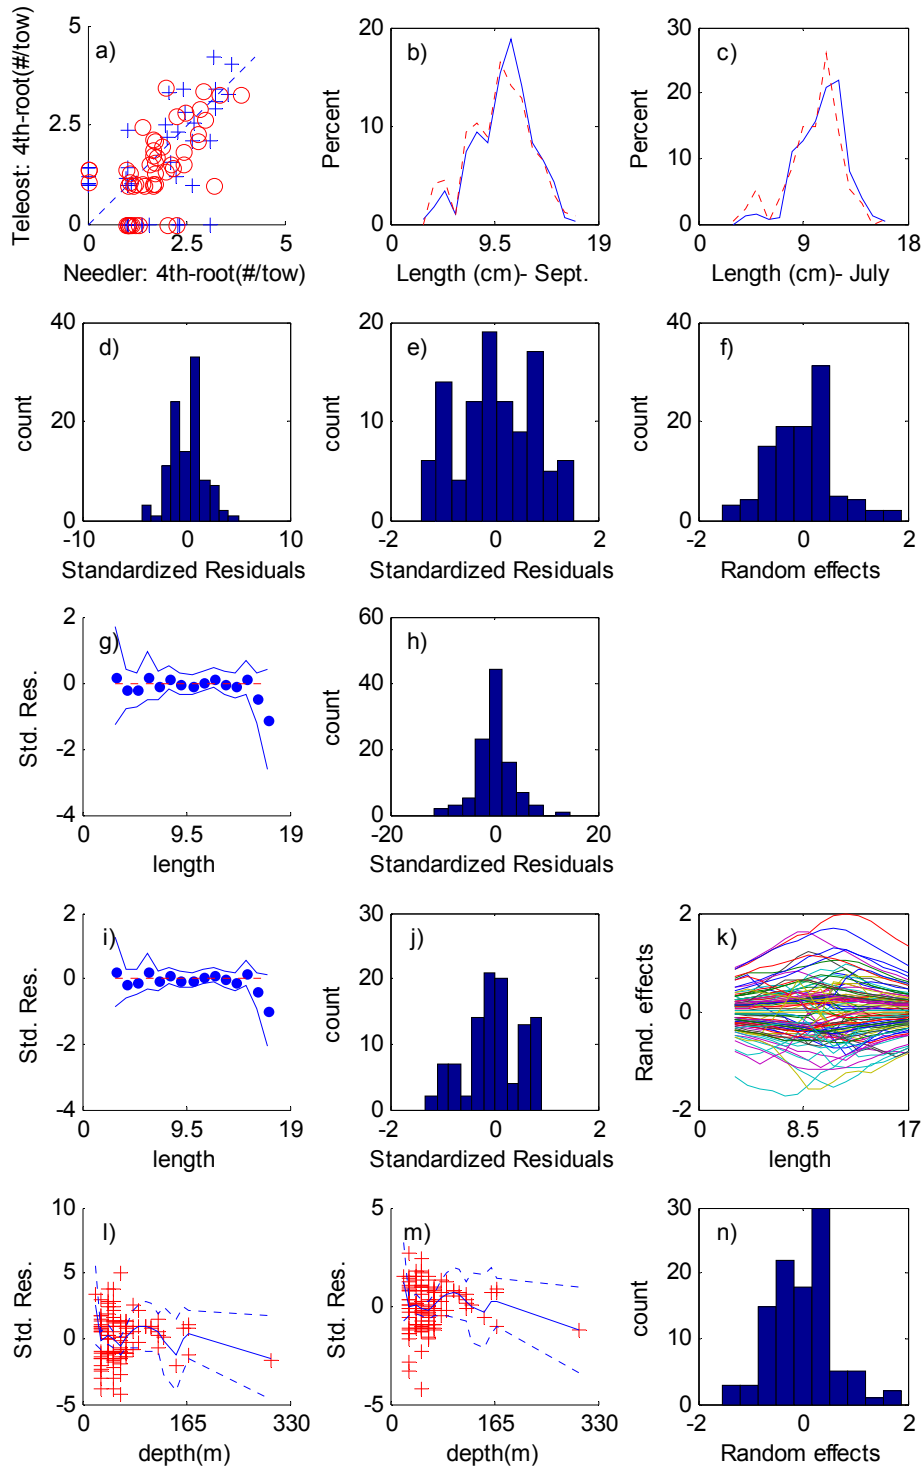 a)
5
2.5
0
0
2.5
5
Teleost: 4th-root(#/tow)
Needler: 4th-root(#/tow)
b)
20
10
0
0
9.5
19
Percent
Length (cm)- Sept.
c)
30
20
10
0
0
9
18
Percent
Length (cm)- July
d)
40
20
0
-10
0
10
count
Standardized Residuals
e)
20
10
0
-2
0
2
count
Standardized Residuals
f)
40
20
0
-2
0
2
count
Random effects
g)
2
0
-2
-4
0
9.5
19
Std. Res.
length
h)
60
40
20
0
-20
0
20
count
Standardized Residuals
i)
2
0
-2
-4
0
9.5
19
Std. Res.
length
j)
30
20
10
0
-2
0
2
count
Standardized Residuals
k)
2
0
-2
0
8.5
17
Rand. effects
length
l)
10
5
0
-5
0
165
330
Std. Res.
depth(m)
m)
5
0
-5
0
165
330
Std. Res.
depth(m)
n)
30
20
10
0
-2
0
2
count
Random effects